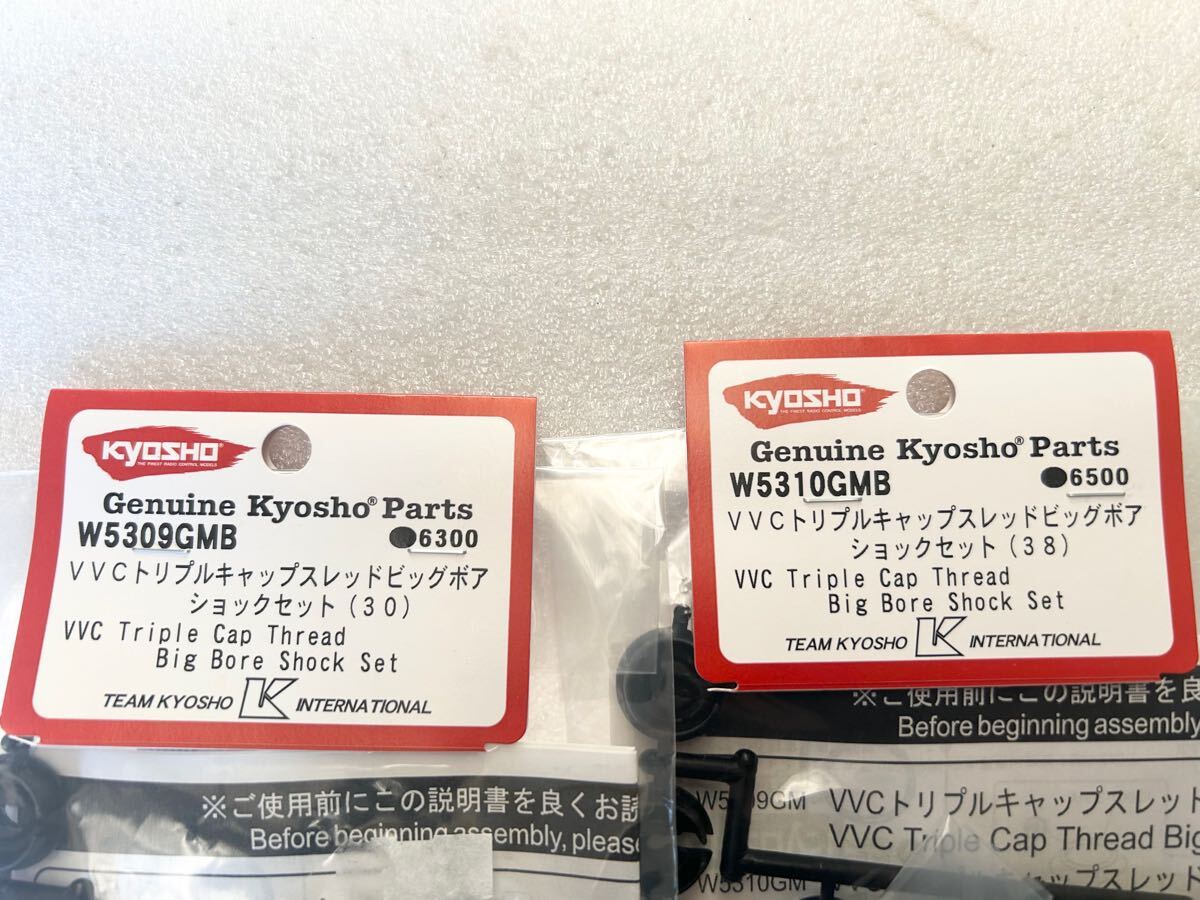 KYOSHO
THE FINEST RADIO CONTROL MODELS
Genuine Kyosho® Parts
W5309GMB ●6300
VVCトリプルキャップスレッドビッグボア
ショックセット(30)
VVC Triple Cap Thread
Big Bore Shock Set
TEAM KYOSHO K INTERNATIONAL
※ご使用前にこの説明書を良くお読
Before beginning assembly, please
KYOSHO
THE FINEST RADIO CONTROL MODELS
Genuine Kyosho® Parts
W5310GMB ●6500
VVCトリプルキャップスレッドビッグボア
ショックセット(38)
VVC Triple Cap Thread
Big Bore Shock Set
TEAM KYOSHO K INTERNATIONAL
※ご使用前にこの説明書を良
Before beginning assembly
VVCトリプルキャップスレット
VVC Triple Cap Thread Big
W5310GM